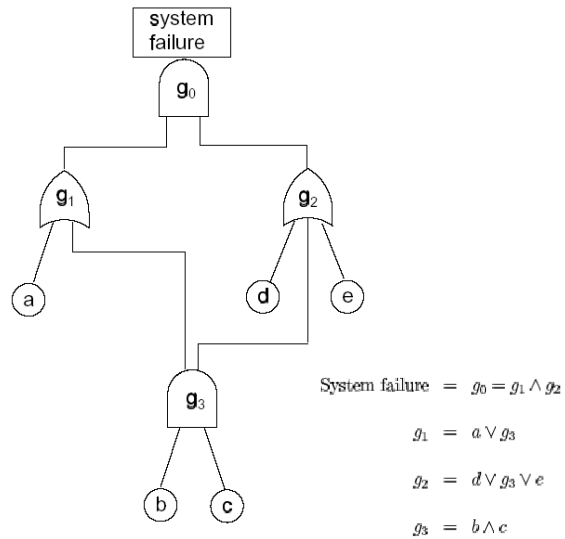 system
failure
g₀
g₁
g₂
a
d
e
g₃
b
c
System failure = g₀ = g₁ ∧ g₂
g₁ = a ∨ g₃
g₂ = d ∨ g₃ ∨ e
g₃ = b ∧ c